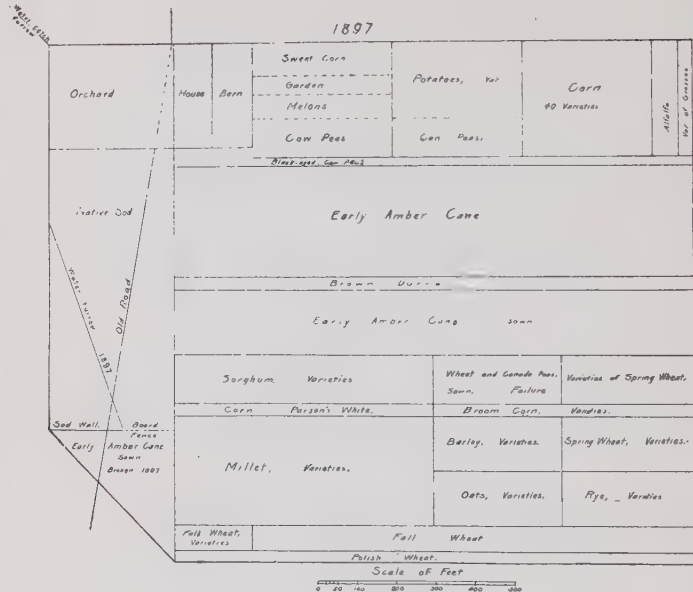 1897
Water Catch
Furrow
Orchard
House
Barn
Sweet Corn
Garden
Melons
Cow Peas
Potatoes, Var
Can Peas.
Corn
40 Varieties
Alfalfa
Var of Grasses
Black-eyed, Cow Peas
Native Sod
Early Amber Cane
Brown Durra
Early Amber Cane sown
Water Furrow 1897
Old Road
Sorghum Varieties
Wheat and Canada Peas.
Sown. Failure
Varieties of Spring Wheat.
Corn Parson's White.
Broom Corn. Varieties.
Sod Wall. Board
Fence
Early Amber Cane
Sown
Broken 1897
Millet, Varieties.
Barley, Varieties.
Spring Wheat, Varieties.
Oats, Varieties.
Rye, _ Varieties
Fall Wheat,
Varieties
Fall Wheat
Polish Wheat.
Scale of Feet
0 50 100 200 300 400 500